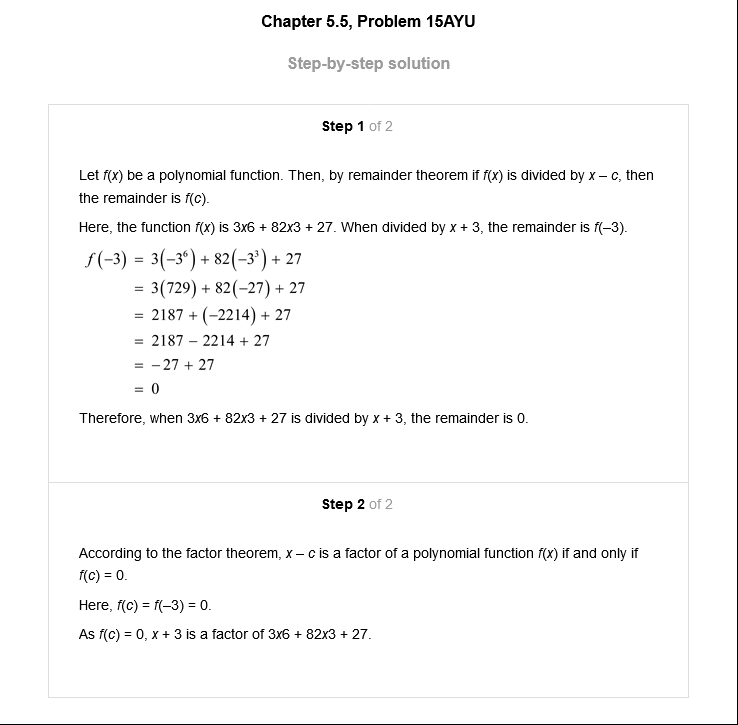 Chapter 5.5, Problem 15AYU
Step-by-step solution
Step 1 of 2
Let f(x) be a polynomial function. Then, by remainder theorem if f(x) is divided by x – c, then
the remainder is f(c).
Here, the function f(x) is 3x6 + 82x3 + 27. When divided by x + 3, the remainder is f(–3).
f(−3) = 3(−3⁶) + 82(−3³) + 27
= 3(729) + 82(−27) + 27
= 2187 + (−2214) + 27
= 2187 − 2214 + 27
= −27 + 27
= 0
Therefore, when 3x6 + 82x3 + 27 is divided by x + 3, the remainder is 0.
Step 2 of 2
According to the factor theorem, x – c is a factor of a polynomial function f(x) if and only if
f(c) = 0.
Here, f(c) = f(–3) = 0.
As f(c) = 0, x + 3 is a factor of 3x6 + 82x3 + 27.